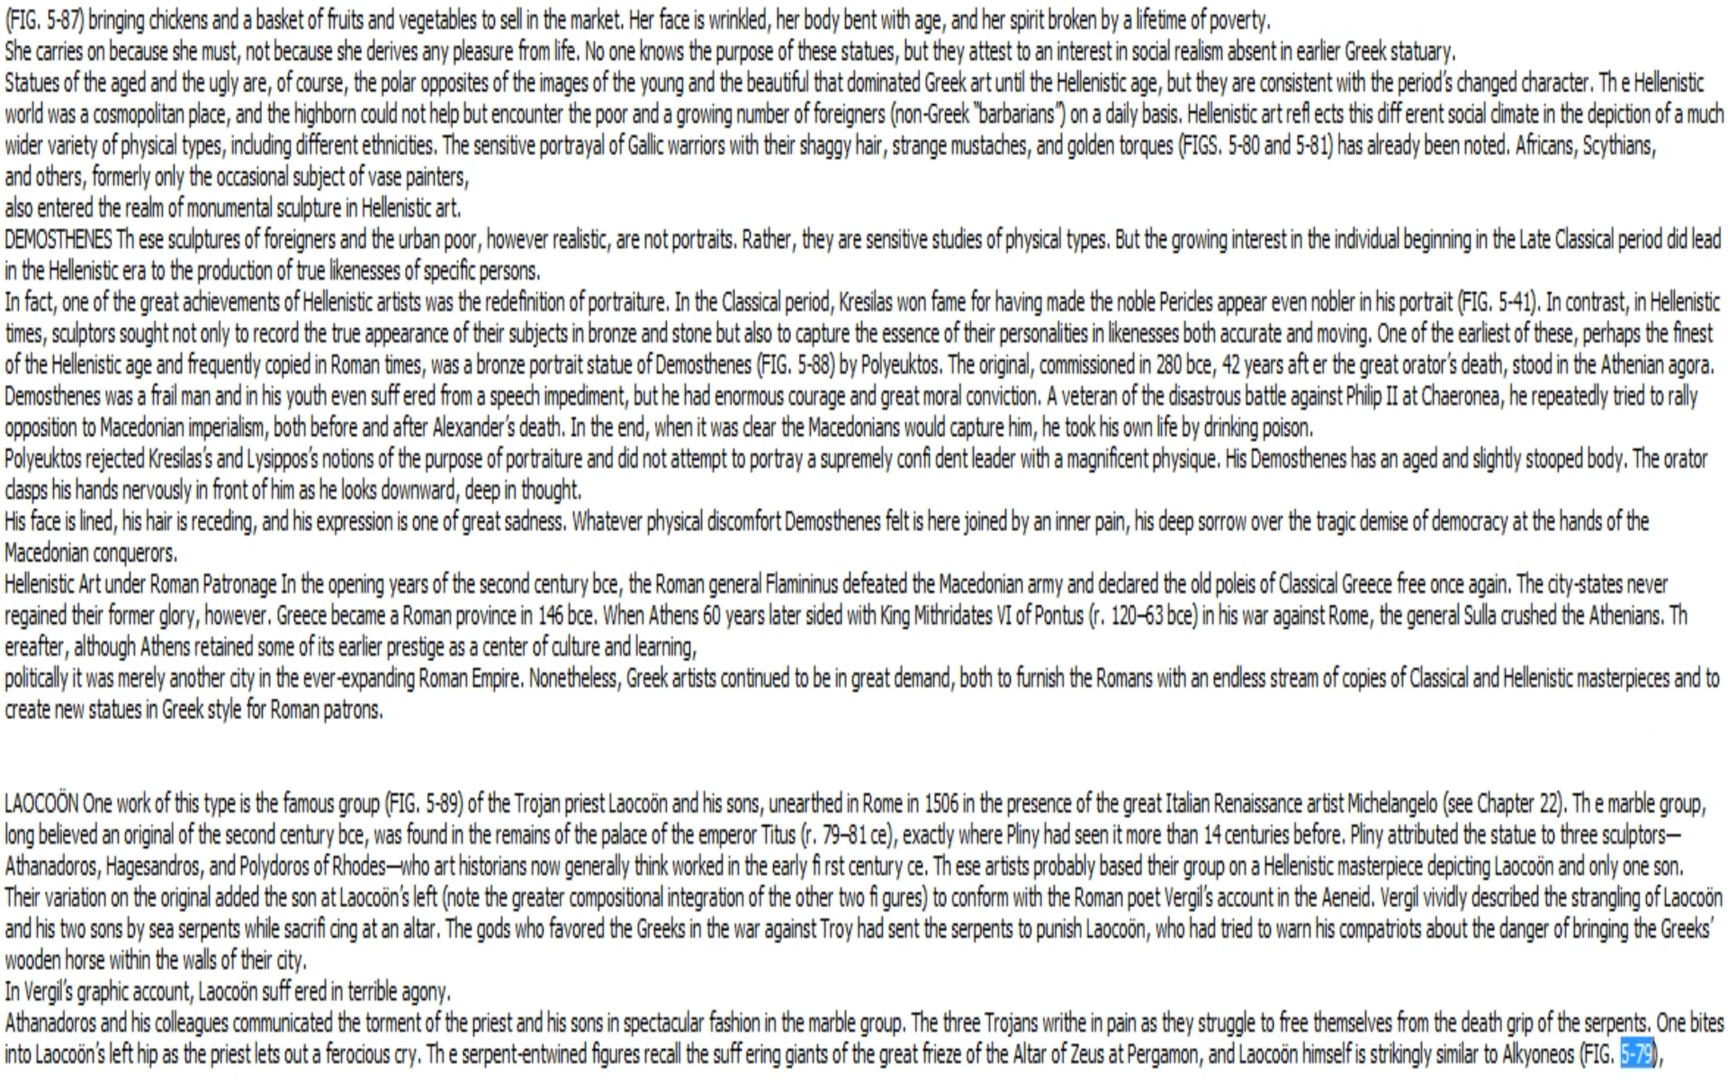 (FIG. 5-87) bringing chickens and a basket of fruits and vegetables to sell in the market. Her face is wrinkled, her body bent with age, and her spirit broken by a lifetime of poverty.
She carries on because she must, not because she derives any pleasure from life. No one knows the purpose of these statues, but they attest to an interest in social realism absent in earlier Greek statuary.
Statues of the aged and the ugly are, of course, the polar opposites of the images of the young and the beautiful that dominated Greek art until the Hellenistic age, but they are consistent with the period's changed character. Th e Hellenistic
world was a cosmopolitan place, and the highborn could not help but encounter the poor and a growing number of foreigners (non-Greek "barbarians") on a daily basis. Hellenistic art refl ects this diff erent social climate in the depiction of a much
wider variety of physical types, including different ethnicities. The sensitive portrayal of Gallic warriors with their shaggy hair, strange mustaches, and golden torques (FIGS. 5-80 and 5-81) has already been noted. Africans, Scythians,
and others, formerly only the occasional subject of vase painters,
also entered the realm of monumental sculpture in Hellenistic art.
DEMOSTHENES Th ese sculptures of foreigners and the urban poor, however realistic, are not portraits. Rather, they are sensitive studies of physical types. But the growing interest in the individual beginning in the Late Classical period did lead
in the Hellenistic era to the production of true likenesses of specific persons.
In fact, one of the great achievements of Hellenistic artists was the redefinition of portraiture. In the Classical period, Kresilas won fame for having made the noble Pericles appear even nobler in his portrait (FIG. 5-41). In contrast, in Hellenistic
times, sculptors sought not only to record the true appearance of their subjects in bronze and stone but also to capture the essence of their personalities in likenesses both accurate and moving. One of the earliest of these, perhaps the finest
of the Hellenistic age and frequently copied in Roman times, was a bronze portrait statue of Demosthenes (FIG. 5-88) by Polyeuktos. The original, commissioned in 280 bce, 42 years aft er the great orator's death, stood in the Athenian agora.
Demosthenes was a frail man and in his youth even suff ered from a speech impediment, but he had enormous courage and great moral conviction. A veteran of the disastrous battle against Philip II at Chaeronea, he repeatedly tried to rally
opposition to Macedonian imperialism, both before and after Alexander's death. In the end, when it was clear the Macedonians would capture him, he took his own life by drinking poison.
Polyeuktos rejected Kresilas's and Lysippos's notions of the purpose of portraiture and did not attempt to portray a supremely confi dent leader with a magnificent physique. His Demosthenes has an aged and slightly stooped body. The orator
clasps his hands nervously in front of him as he looks downward, deep in thought.
His face is lined, his hair is receding, and his expression is one of great sadness. Whatever physical discomfort Demosthenes felt is here joined by an inner pain, his deep sorrow over the tragic demise of democracy at the hands of the
Macedonian conquerors.
Hellenistic Art under Roman Patronage In the opening years of the second century bce, the Roman general Flamininus defeated the Macedonian army and declared the old poleis of Classical Greece free once again. The city-states never
regained their former glory, however. Greece became a Roman province in 146 bce. When Athens 60 years later sided with King Mithridates VI of Pontus (r. 120–63 bce) in his war against Rome, the general Sulla crushed the Athenians. Th
ereafter, although Athens retained some of its earlier prestige as a center of culture and learning,
politically it was merely another city in the ever-expanding Roman Empire. Nonetheless, Greek artists continued to be in great demand, both to furnish the Romans with an endless stream of copies of Classical and Hellenistic masterpieces and to
create new statues in Greek style for Roman patrons.
LAOCOÖN One work of this type is the famous group (FIG. 5-89) of the Trojan priest Laocoön and his sons, unearthed in Rome in 1506 in the presence of the great Italian Renaissance artist Michelangelo (see Chapter 22). Th e marble group,
long believed an original of the second century bce, was found in the remains of the palace of the emperor Titus (r. 79–81 ce), exactly where Pliny had seen it more than 14 centuries before. Pliny attributed the statue to three sculptors—
Athanadoros, Hagesandros, and Polydoros of Rhodes—who art historians now generally think worked in the early fi rst century ce. Th ese artists probably based their group on a Hellenistic masterpiece depicting Laocoön and only one son.
Their variation on the original added the son at Laocoön's left (note the greater compositional integration of the other two fi gures) to conform with the Roman poet Vergil's account in the Aeneid. Vergil vividly described the strangling of Laocoön
and his two sons by sea serpents while sacrifi cing at an altar. The gods who favored the Greeks in the war against Troy had sent the serpents to punish Laocoön, who had tried to warn his compatriots about the danger of bringing the Greeks'
wooden horse within the walls of their city.
In Vergil's graphic account, Laocoön suff ered in terrible agony.
Athanadoros and his colleagues communicated the torment of the priest and his sons in spectacular fashion in the marble group. The three Trojans writhe in pain as they struggle to free themselves from the death grip of the serpents. One bites
into Laocoön's left hip as the priest lets out a ferocious cry. Th e serpent-entwined figures recall the suff ering giants of the great frieze of the Altar of Zeus at Pergamon, and Laocoön himself is strikingly similar to Alkyoneos (FIG. 5-79),